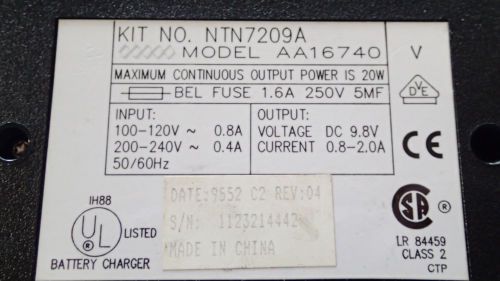 KIT NO. NTN7209A
MODEL AA16740 V
MAXIMUM CONTINUOUS OUTPUT POWER IS 20W
BEL FUSE 1.6A 250V 5MF
DVE
INPUT:
100-120V ~ 0.8A
200-240V ~ 0.4A
50/60Hz
OUTPUT:
VOLTAGE DC 9.8V
CURRENT 0.8-2.0A
CE
IH88
UL ®
LISTED
BATTERY CHARGER
DATE: 9552 C2 REV:04
S/N: 1123214442
MADE IN CHINA
SA ®
LR 84459
CLASS 2
CTP